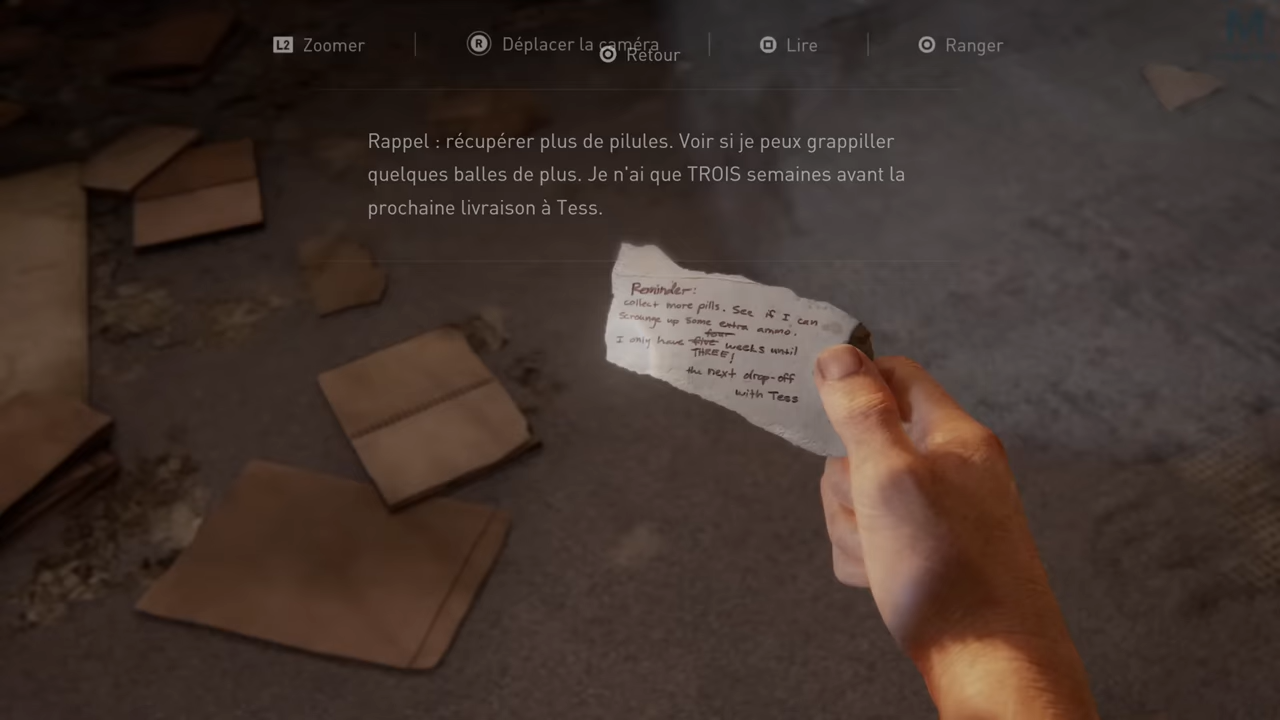 L2 Zoomer
R Déplacer la caméra
Retour
Lire
Ranger
M
Rappel : récupérer plus de pilules. Voir si je peux grappiller
quelques balles de plus. Je n'ai que TROIS semaines avant la
prochaine livraison à Tess.
Reminder:
collect more pills. See if I can
scrounge up some extra ammo.
four
I only have five weeks until
THREE!
the next drop-off
with Tess